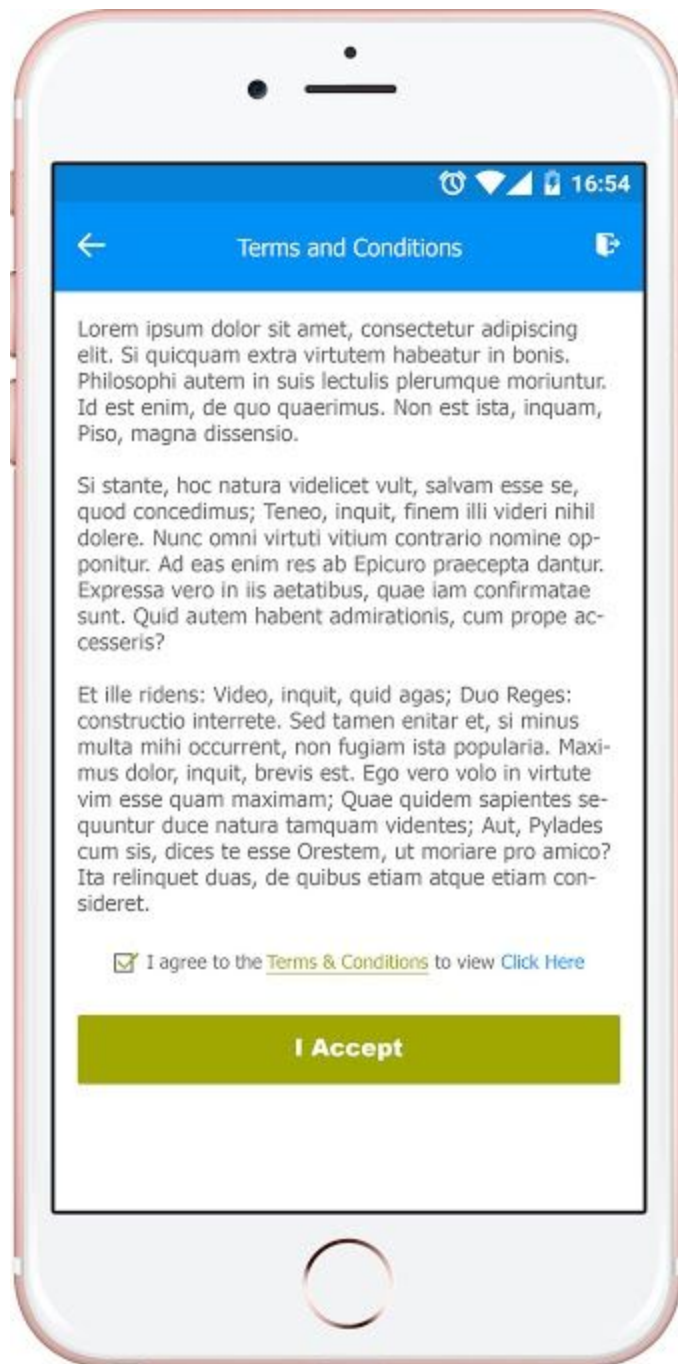 16:54
Terms and Conditions
Lorem ipsum dolor sit amet, consectetur adipiscing
elit. Si quicquam extra virtutem habeatur in bonis.
Philosophi autem in suis lectulis plerumque moriuntur.
Id est enim, de quo quaerimus. Non est ista, inquam,
Piso, magna dissensio.
Si stante, hoc natura videlicet vult, salvam esse se,
quod concedimus; Teneo, inquit, finem illi videri nihil
dolere. Nunc omni virtuti vitium contrario nomine op-
ponitur. Ad eas enim res ab Epicuro praecepta dantur.
Expressa vero in iis aetatibus, quae iam confirmatae
sunt. Quid autem habent admirationis, cum prope ac-
cesseris?
Et ille ridens: Video, inquit, quid agas; Duo Reges:
constructio interrete. Sed tamen enitar et, si minus
multa mihi occurrent, non fugiam ista popularia. Maxi-
mus dolor, inquit, brevis est. Ego vero volo in virtute
vim esse quam maximam; Quae quidem sapientes se-
quuntur duce natura tamquam videntes; Aut, Pylades
cum sis, dices te esse Orestem, ut moriare pro amico?
Ita relinquet duas, de quibus etiam atque etiam con-
sideret.
I agree to the Terms & Conditions to view Click Here
I Accept